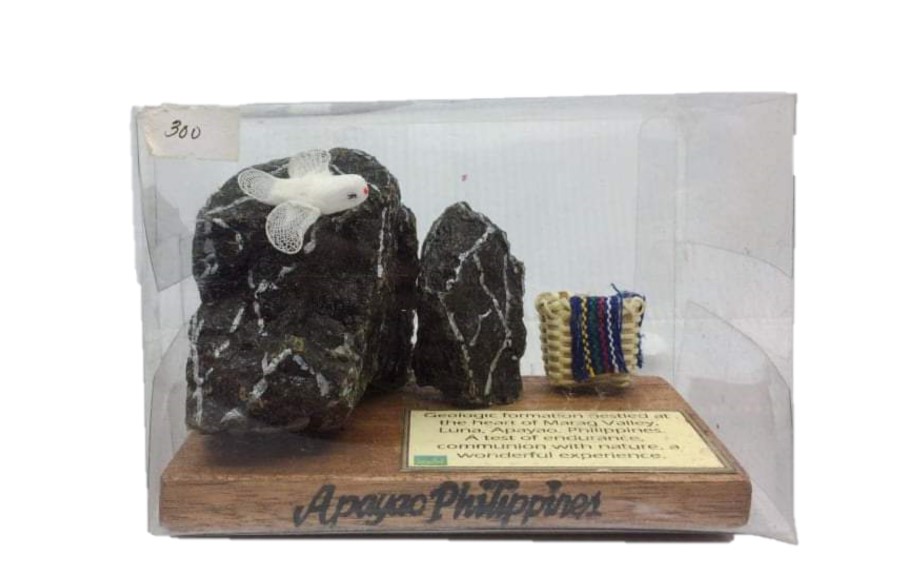 300
Geologic formation nestled at
the heart of Marag Valley,
Luna, Apayao. Philippines.
A test of endurance,
communion with nature, a
wonderful experience.
Apayao Philippines